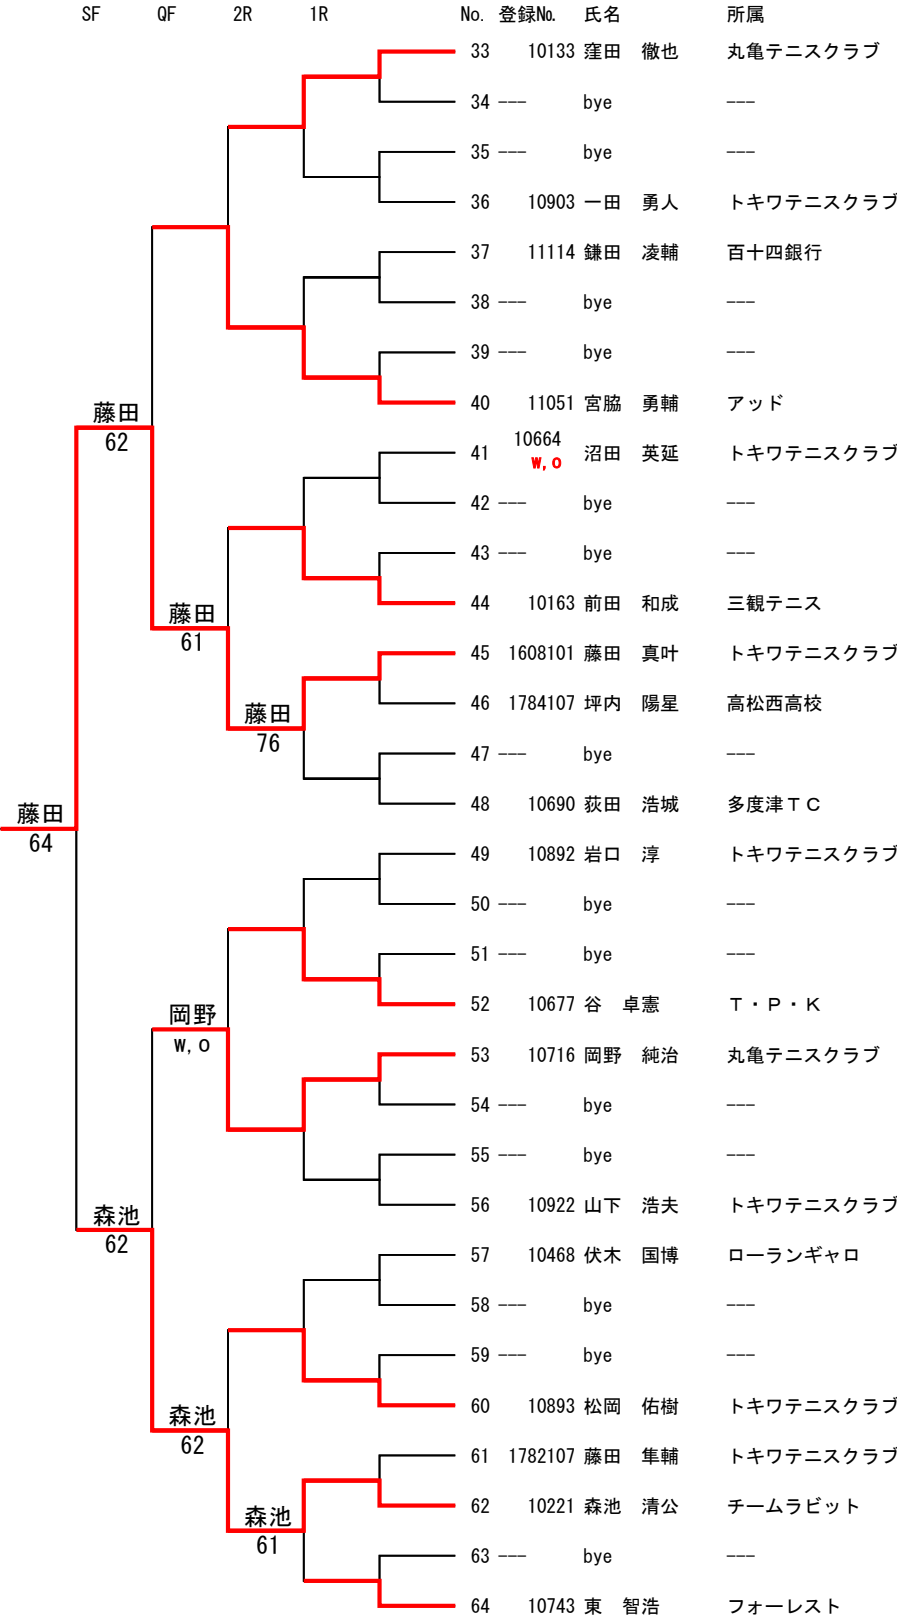 SF QF 2R 1R No. 登録No. 氏名 所属
33 10133 窪田 徹也 丸亀テニスクラブ
34 --- bye ---
35 --- bye ---
36 10903 一田 勇人 トキワテニスクラブ
37 11114 鎌田 凌輔 百十四銀行
38 --- bye ---
39 --- bye ---
40 11051 宮脇 勇輔 アッド
藤田
62
41 10664 沼田 英延 トキワテニスクラブ
w,o
42 --- bye ---
43 --- bye ---
44 10163 前田 和成 三観テニス
藤田
61
45 1608101 藤田 真叶 トキワテニスクラブ
46 1784107 坪内 陽星 高松西高校
藤田
76
47 --- bye ---
48 10690 荻田 浩城 多度津TC
藤田
64
49 10892 岩口 淳 トキワテニスクラブ
50 --- bye ---
51 --- bye ---
52 10677 谷 卓憲 T・P・K
岡野
w,o
53 10716 岡野 純治 丸亀テニスクラブ
54 --- bye ---
55 --- bye ---
56 10922 山下 浩夫 トキワテニスクラブ
森池
62
57 10468 伏木 国博 ローランギャロ
58 --- bye ---
59 --- bye ---
60 10893 松岡 佑樹 トキワテニスクラブ
森池
62
61 1782107 藤田 隼輔 トキワテニスクラブ
62 10221 森池 清公 チームラビット
森池
61
63 --- bye ---
64 10743 東 智浩 フォーレスト